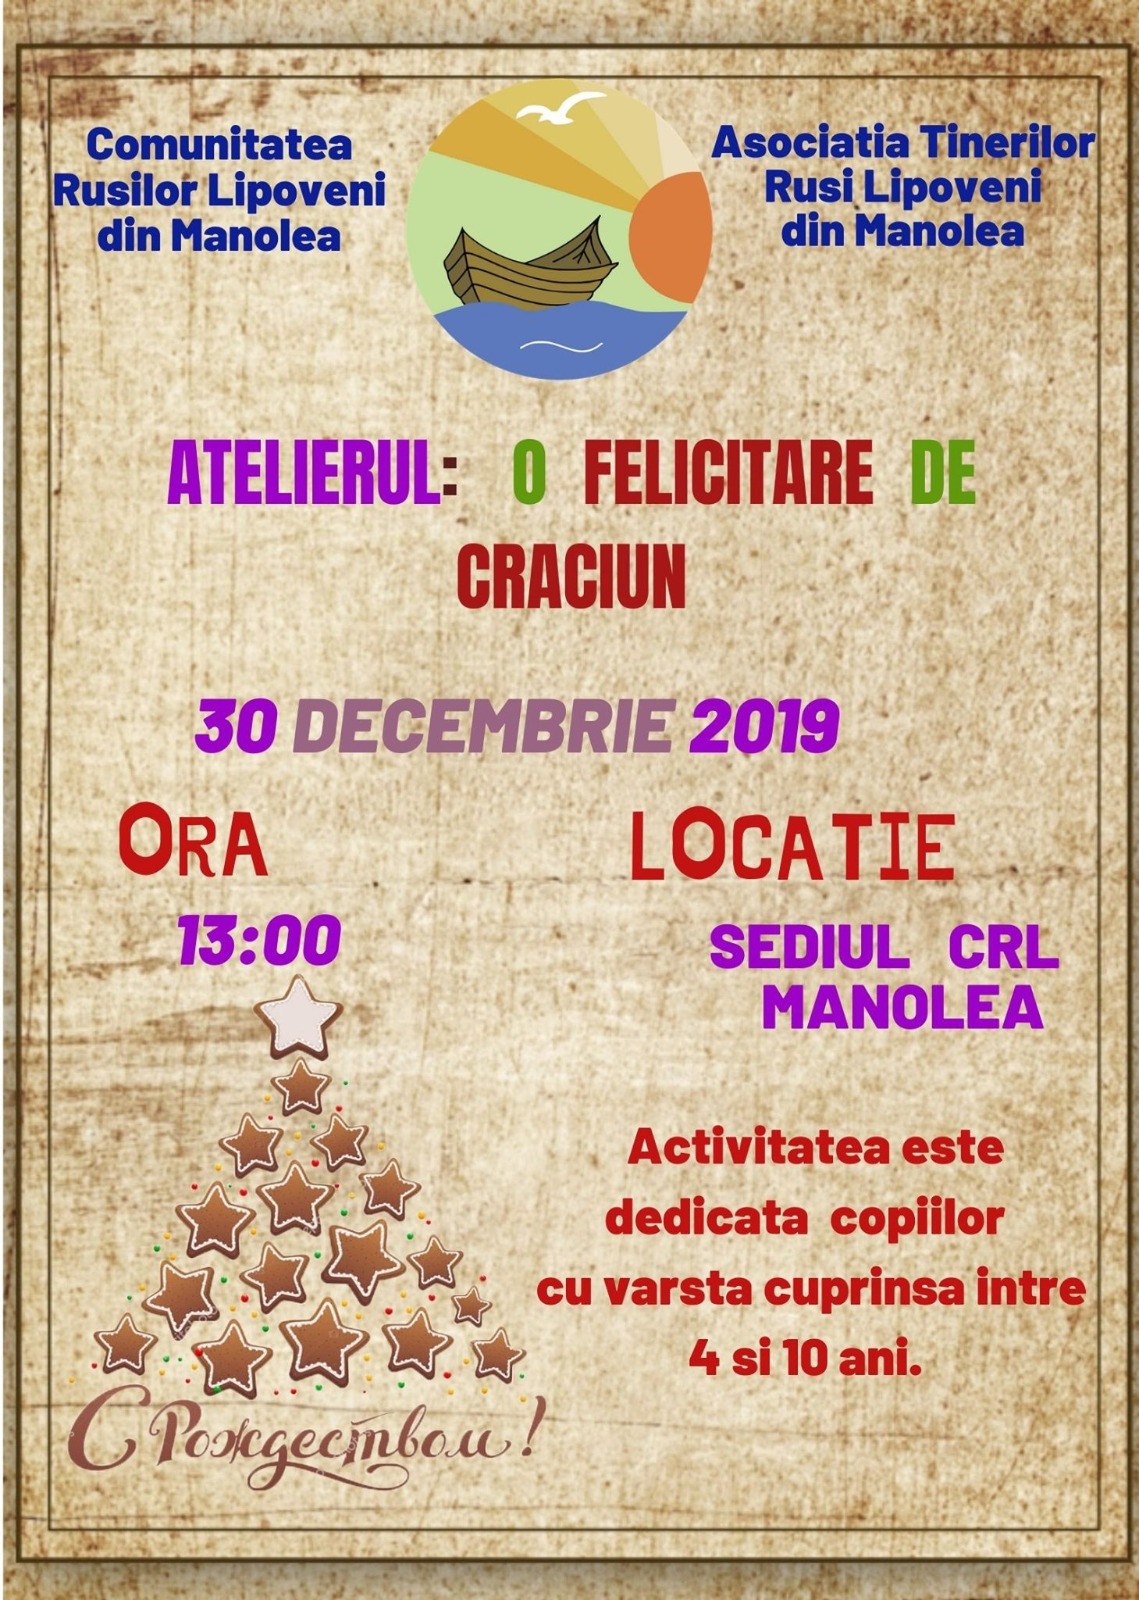 Comunitatea
Rusilor Lipoveni
din Manolea
Asociatia Tinerilor
Rusi Lipoveni
din Manolea
ATELIERUL: O FELICITARE DE
CRACIUN
30 DECEMBRIE 2019
ORA
13:00
LOCATIE
SEDIUL CRL
MANOLEA
Activitatea este
dedicata copiilor
cu varsta cuprinsa intre
4 si 10 ani.
С Рождеством!